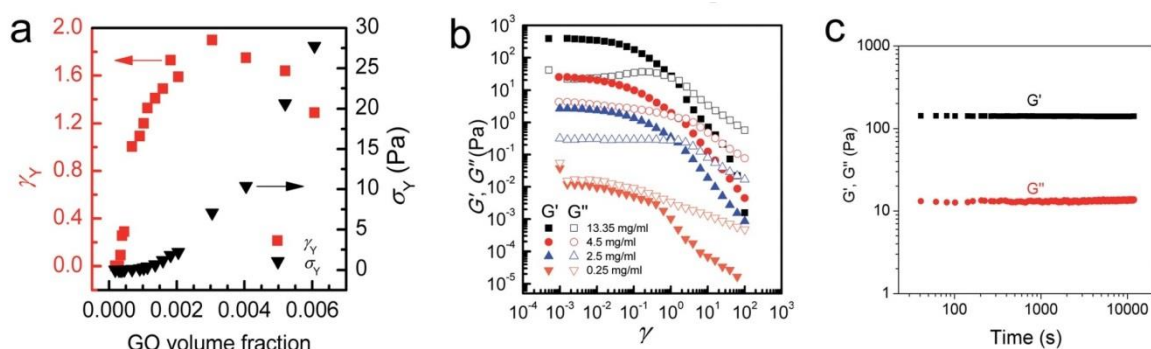 a
γY
2.0
1.6
1.2
0.8
0.4
0.0
30
25
20
15
10
5
0
σY (Pa)
γY
σY
0.000 0.002 0.004 0.006
GO volume fraction
b
G′, G″ (Pa)
10⁴
10³
10²
10¹
10⁰
10⁻¹
10⁻²
10⁻³
10⁻⁴
10⁻⁵
G′ G″
13.35 mg/ml
4.5 mg/ml
2.5 mg/ml
0.25 mg/ml
10⁻⁴ 10⁻³ 10⁻² 10⁻¹ 10⁰ 10¹ 10² 10³
γ
c
G′, G″ (Pa)
1000
100
10
1
G′
G″
100 1000 10000
Time (s)